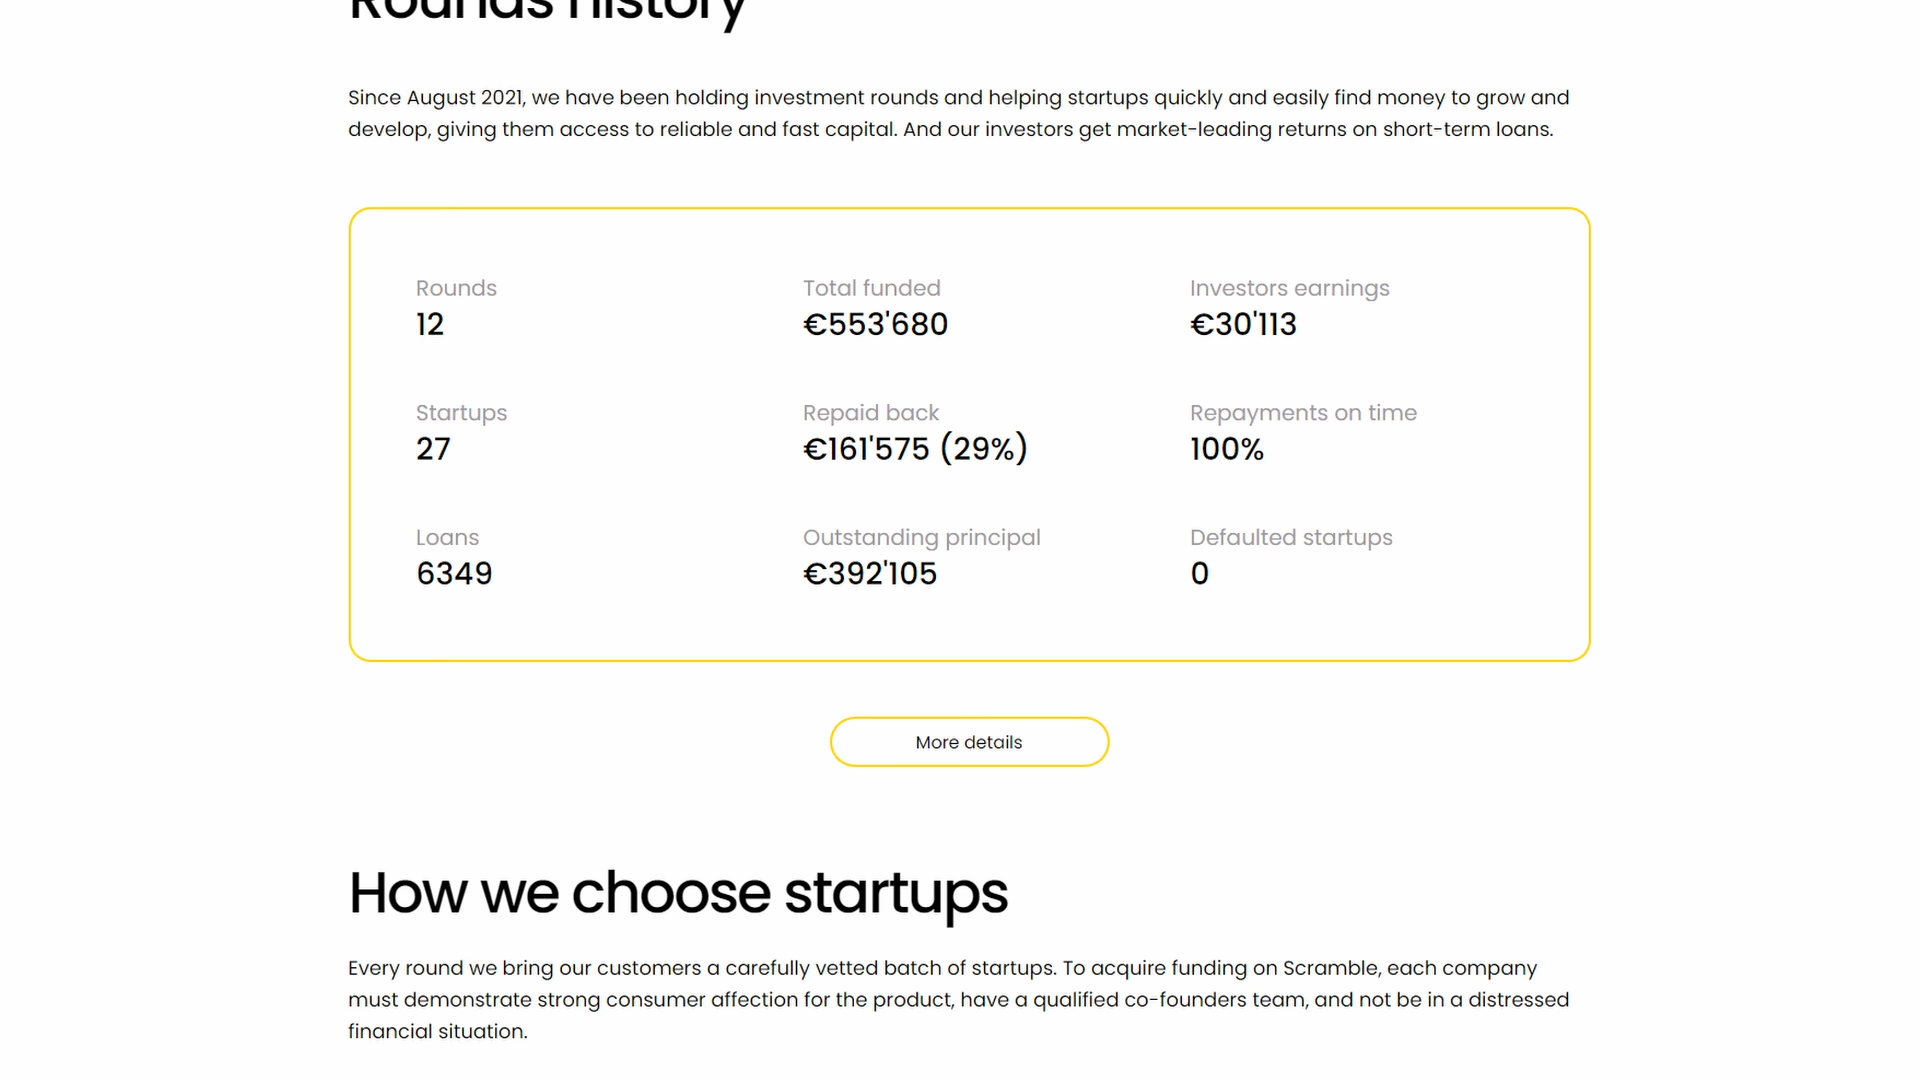 Rounds history
Since August 2021, we have been holding investment rounds and helping startups quickly and easily find money to grow and
develop, giving them access to reliable and fast capital. And our investors get market-leading returns on short-term loans.
Rounds
12
Total funded
€553'680
Investors earnings
€30'113
Startups
27
Repaid back
€161'575 (29%)
Repayments on time
100%
Loans
6349
Outstanding principal
€392'105
Defaulted startups
0
More details
How we choose startups
Every round we bring our customers a carefully vetted batch of startups. To acquire funding on Scramble, each company
must demonstrate strong consumer affection for the product, have a qualified co-founders team, and not be in a distressed
financial situation.